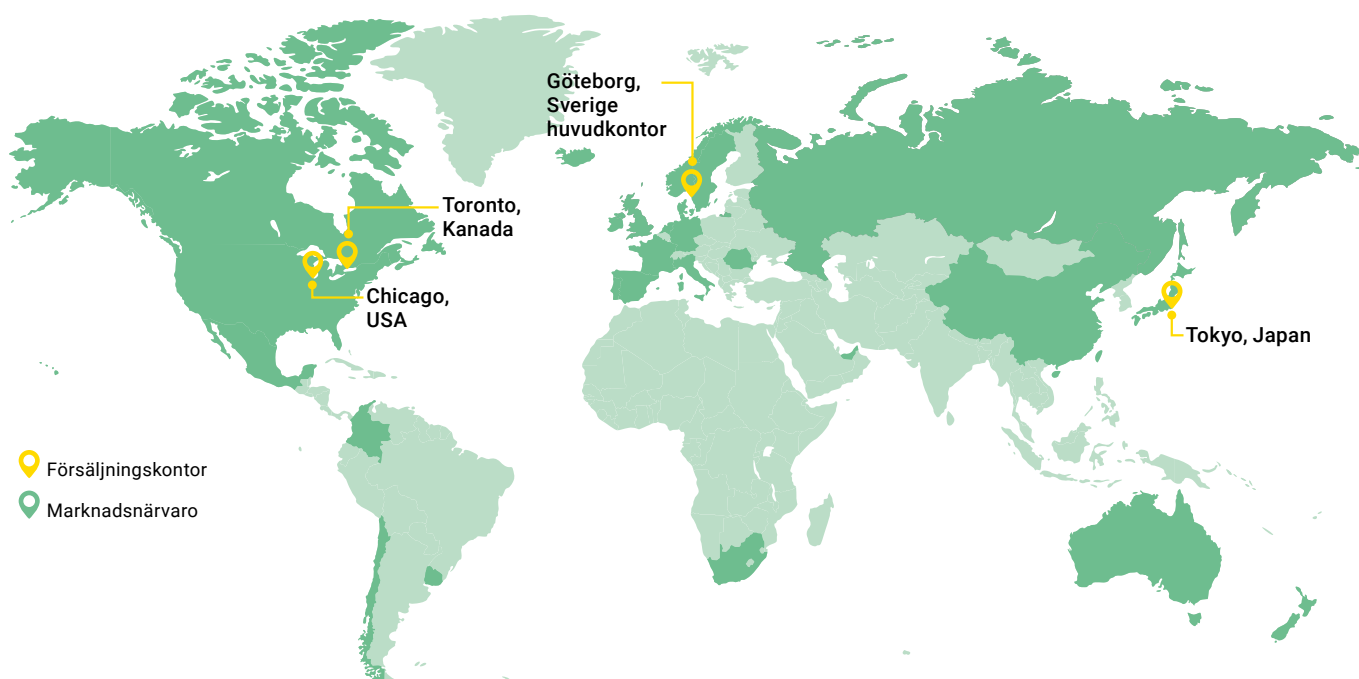 Göteborg,
Sverige
huvudkontor
Toronto,
Kanada
Chicago,
USA
Tokyo, Japan
Försäljningskontor
Marknadsnärvaro